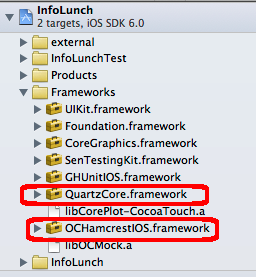 InfoLunch
2 targets, iOS SDK 6.0
external
InfoLunchTest
Products
Frameworks
UIKit.framework
Foundation.framework
CoreGraphics.framework
SenTestingKit.framework
GHUnitIOS.framework
QuartzCore.framework
libCorePlot-CocoaTouch.a
OCHamcrestIOS.framework
libOCMock.a
InfoLunch